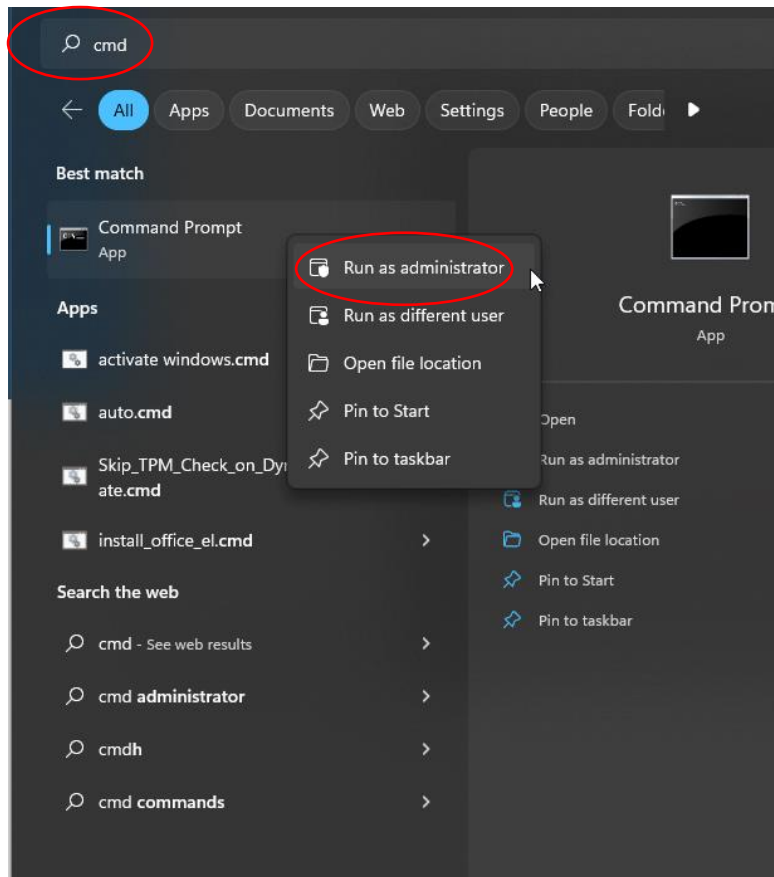 cmd
All Apps Documents Web Settings People
Best match
Command Prompt
App
Run as administrator
Run as different user
Open file location
Pin to Start
Pin to taskbar
Apps
activate windows.cmd
auto.cmd
Skip_TPM_Check_on_Dy
ate.cmd
install_office_el.cmd
Search the web
cmd - See web results
cmd administrator
cmdh
cmd commands
Command Prom
App
Open
Run as administrator
Run as different user
Open file location
Pin to Start
Pin to taskbar